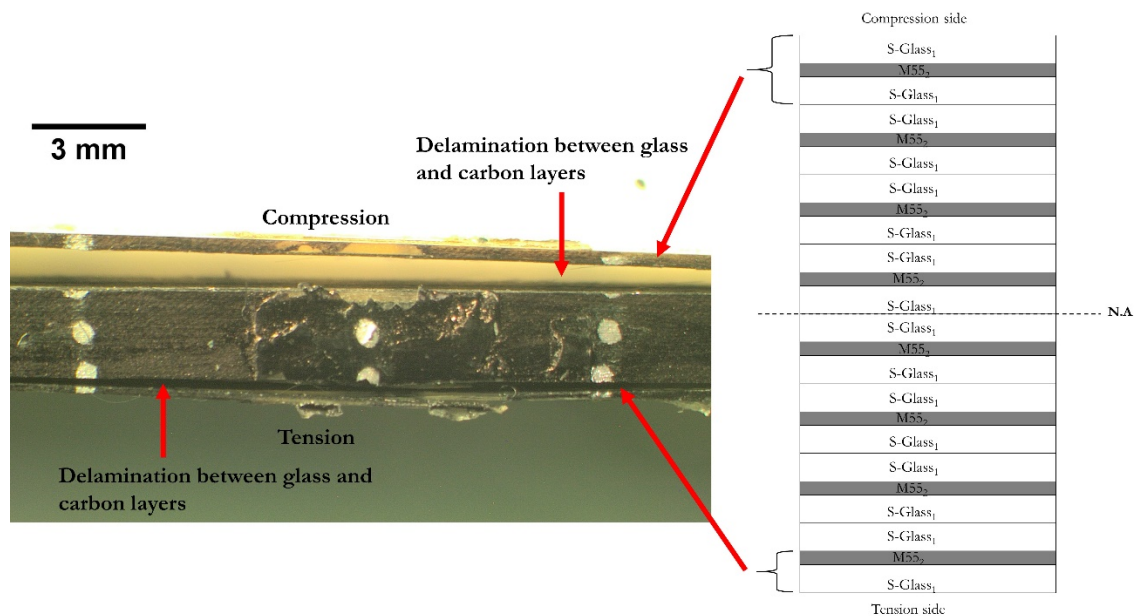 3 mm
Delamination between glass
and carbon layers
Compression
Tension
Delamination between glass and
carbon layers
Compression side
S-Glass₁
M55₂
S-Glass₁
S-Glass₁
M55₂
S-Glass₁
S-Glass₁
M55₂
S-Glass₁
S-Glass₁
M55₂
S-Glass₁
N.A
S-Glass₁
M55₂
S-Glass₁
S-Glass₁
M55₂
S-Glass₁
S-Glass₁
M55₂
S-Glass₁
S-Glass₁
M55₂
S-Glass₁
Tension side